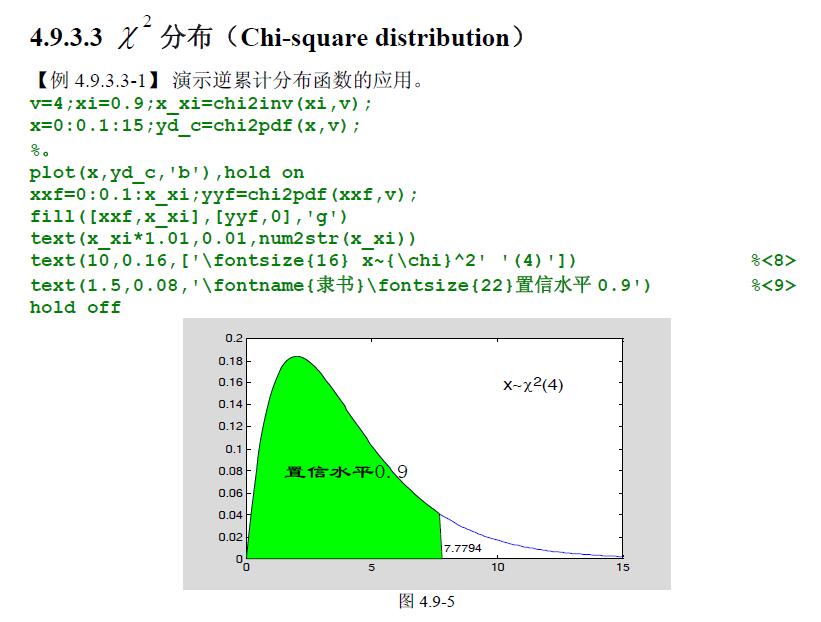 4.9.3.3 χ² 分布（Chi-square distribution）
【例 4.9.3.3-1】 演示逆累计分布函数的应用。
v=4;xi=0.9;x_xi=chi2inv(xi,v);
x=0:0.1:15;yd_c=chi2pdf(x,v);
%。
plot(x,yd_c,'b'),hold on
xxf=0:0.1:x_xi;yyf=chi2pdf(xxf,v);
fill([xxf,x_xi],[yyf,0],'g')
text(x_xi*1.01,0.01,num2str(x_xi))
text(10,0.16,['\fontsize{16} x~{\chi}^2' '(4)']) %<8>
text(1.5,0.08,'\fontname{隶书}\fontsize{22}置信水平 0.9') %<9>
hold off
0.2
0.18
0.16
x~χ²(4)
0.14
0.12
0.1
0.08
置信水平0.9
0.06
0.04
0.02
7.7794
0
0 5 10 15
图 4.9-5